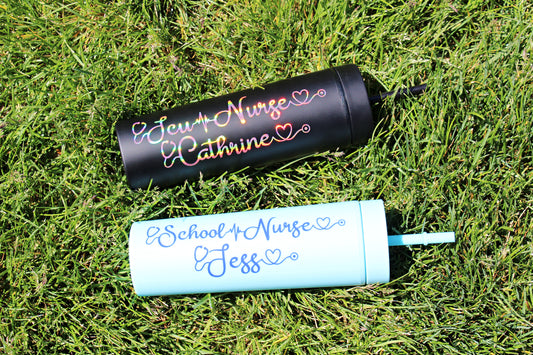 Icu Nurse
Cathrine
School Nurse
Jess